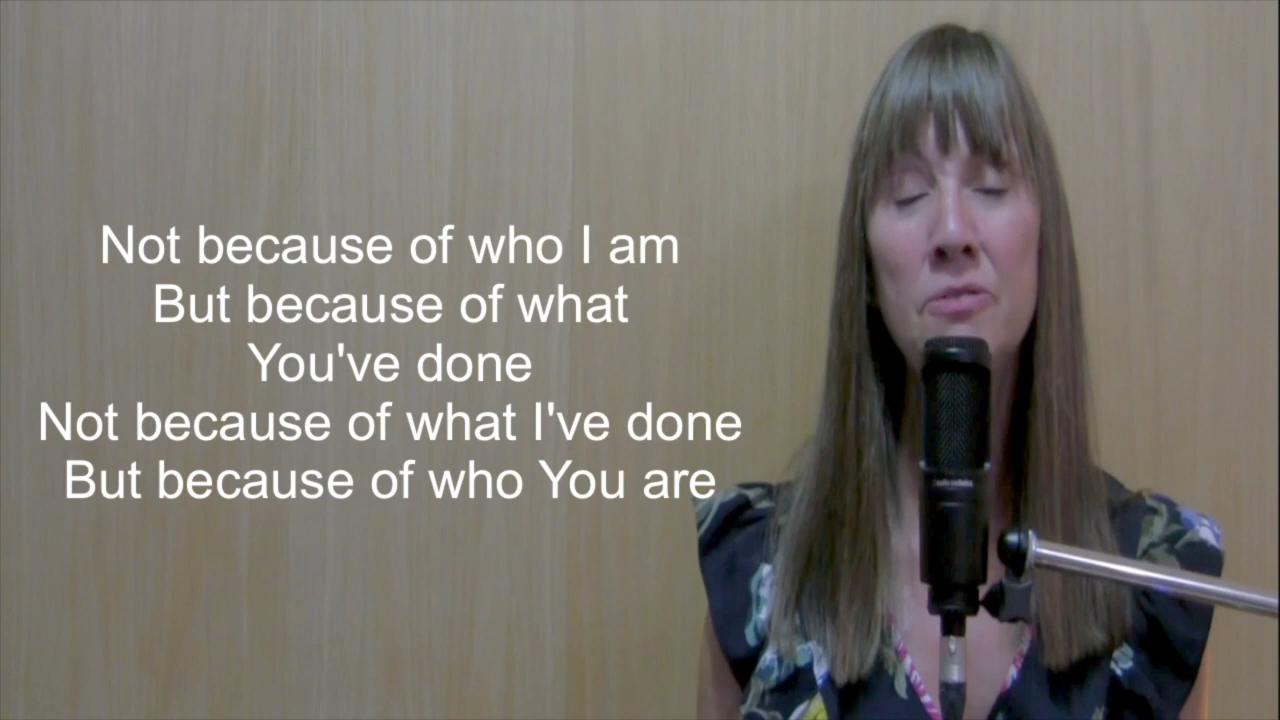 Not because of who I am
But because of what
You've done
Not because of what I've done
But because of who You are